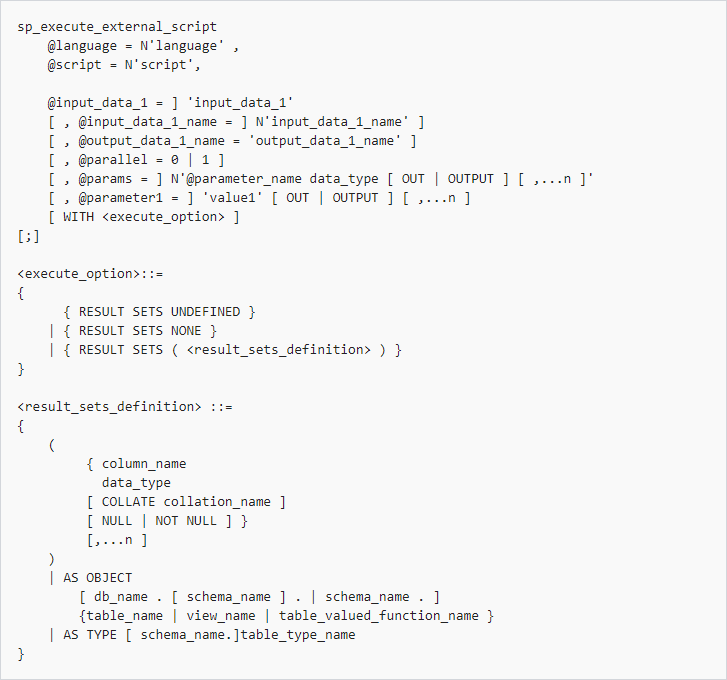 sp_execute_external_script
    @language = N'language' ,
    @script = N'script',

    @input_data_1 = ] 'input_data_1'
    [ , @input_data_1_name = ] N'input_data_1_name' ]
    [ , @output_data_1_name = 'output_data_1_name' ]
    [ , @parallel = 0 | 1 ]
    [ , @params = ] N'@parameter_name data_type [ OUT | OUTPUT ] [ ,...n ]'
    [ , @parameter1 = ] 'value1' [ OUT | OUTPUT ] [ ,...n ]
    [ WITH <execute_option> ]
[;]

<execute_option>::=
{
      { RESULT SETS UNDEFINED }
    | { RESULT SETS NONE }
    | { RESULT SETS ( <result_sets_definition> ) }
}

<result_sets_definition> ::=
{
    (
         { column_name
           data_type
         [ COLLATE collation_name ]
         [ NULL | NOT NULL ] }
         [,...n ]
    )
    | AS OBJECT
        [ db_name . [ schema_name ] . | schema_name . ]
        {table_name | view_name | table_valued_function_name }
    | AS TYPE [ schema_name.]table_type_name
}